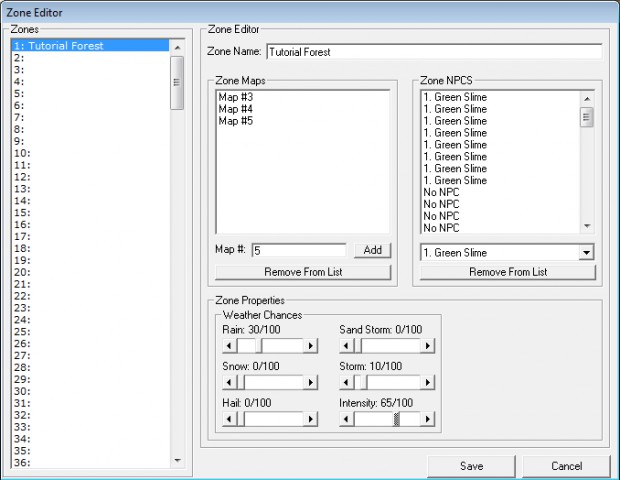 Zone Editor
Zones
1: Tutorial Forest
2:
3:
4:
5:
6:
7:
8:
9:
10:
11:
12:
13:
14:
15:
16:
17:
18:
19:
20:
21:
22:
23:
24:
25:
26:
27:
28:
29:
30:
31:
32:
33:
34:
35:
36:
Zone Editor
Zone Name: Tutorial Forest
Zone Maps
Map #3
Map #4
Map #5
Map #: 5 Add
Remove From List
Zone NPCS
1. Green Slime
1. Green Slime
1. Green Slime
1. Green Slime
1. Green Slime
1. Green Slime
1. Green Slime
1. Green Slime
No NPC
No NPC
No NPC
No NPC
1. Green Slime
Remove From List
Zone Properties
Weather Chances
Rain: 30/100 Sand Storm: 0/100
Snow: 0/100 Storm: 10/100
Hail: 0/100 Intensity: 65/100
Save Cancel